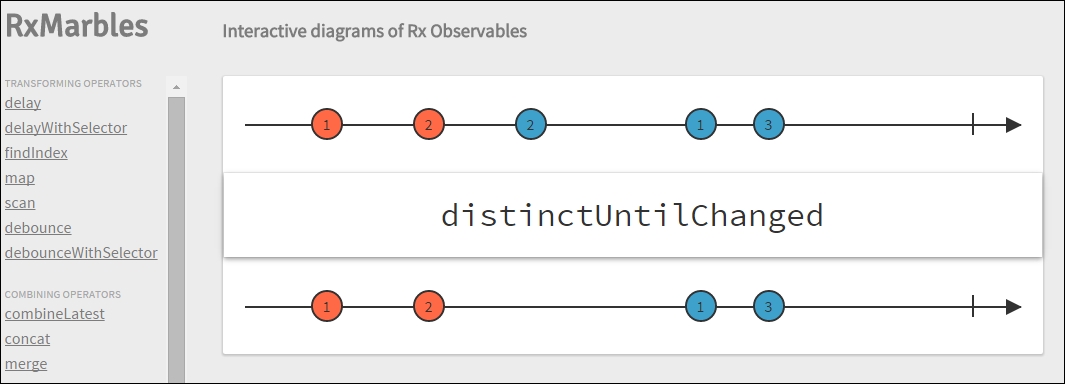 RxMarbles
Interactive diagrams of Rx Observables
TRANSFORMING OPERATORS
delay
delayWithSelector
findIndex
map
scan
debounce
debounceWithSelector
COMBINING OPERATORS
combineLatest
concat
merge
1 2 2 1 3
distinctUntilChanged
1 2 1 3